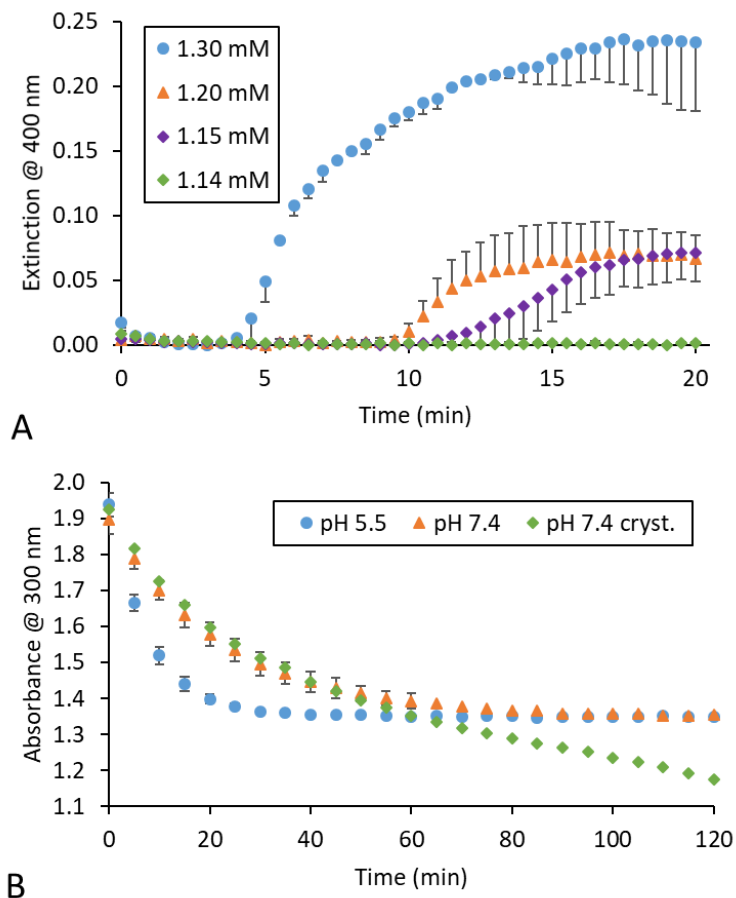 0.25
0.20
0.15
0.10
0.05
0.00
Extinction @ 400 nm
1.30 mM
1.20 mM
1.15 mM
1.14 mM
0 5 10 15 20
Time (min)
A
2.0
1.9
1.8
1.7
1.6
1.5
1.4
1.3
1.2
1.1
Absorbance @ 300 nm
pH 5.5 pH 7.4 pH 7.4 cryst.
0 20 40 60 80 100 120
Time (min)
B